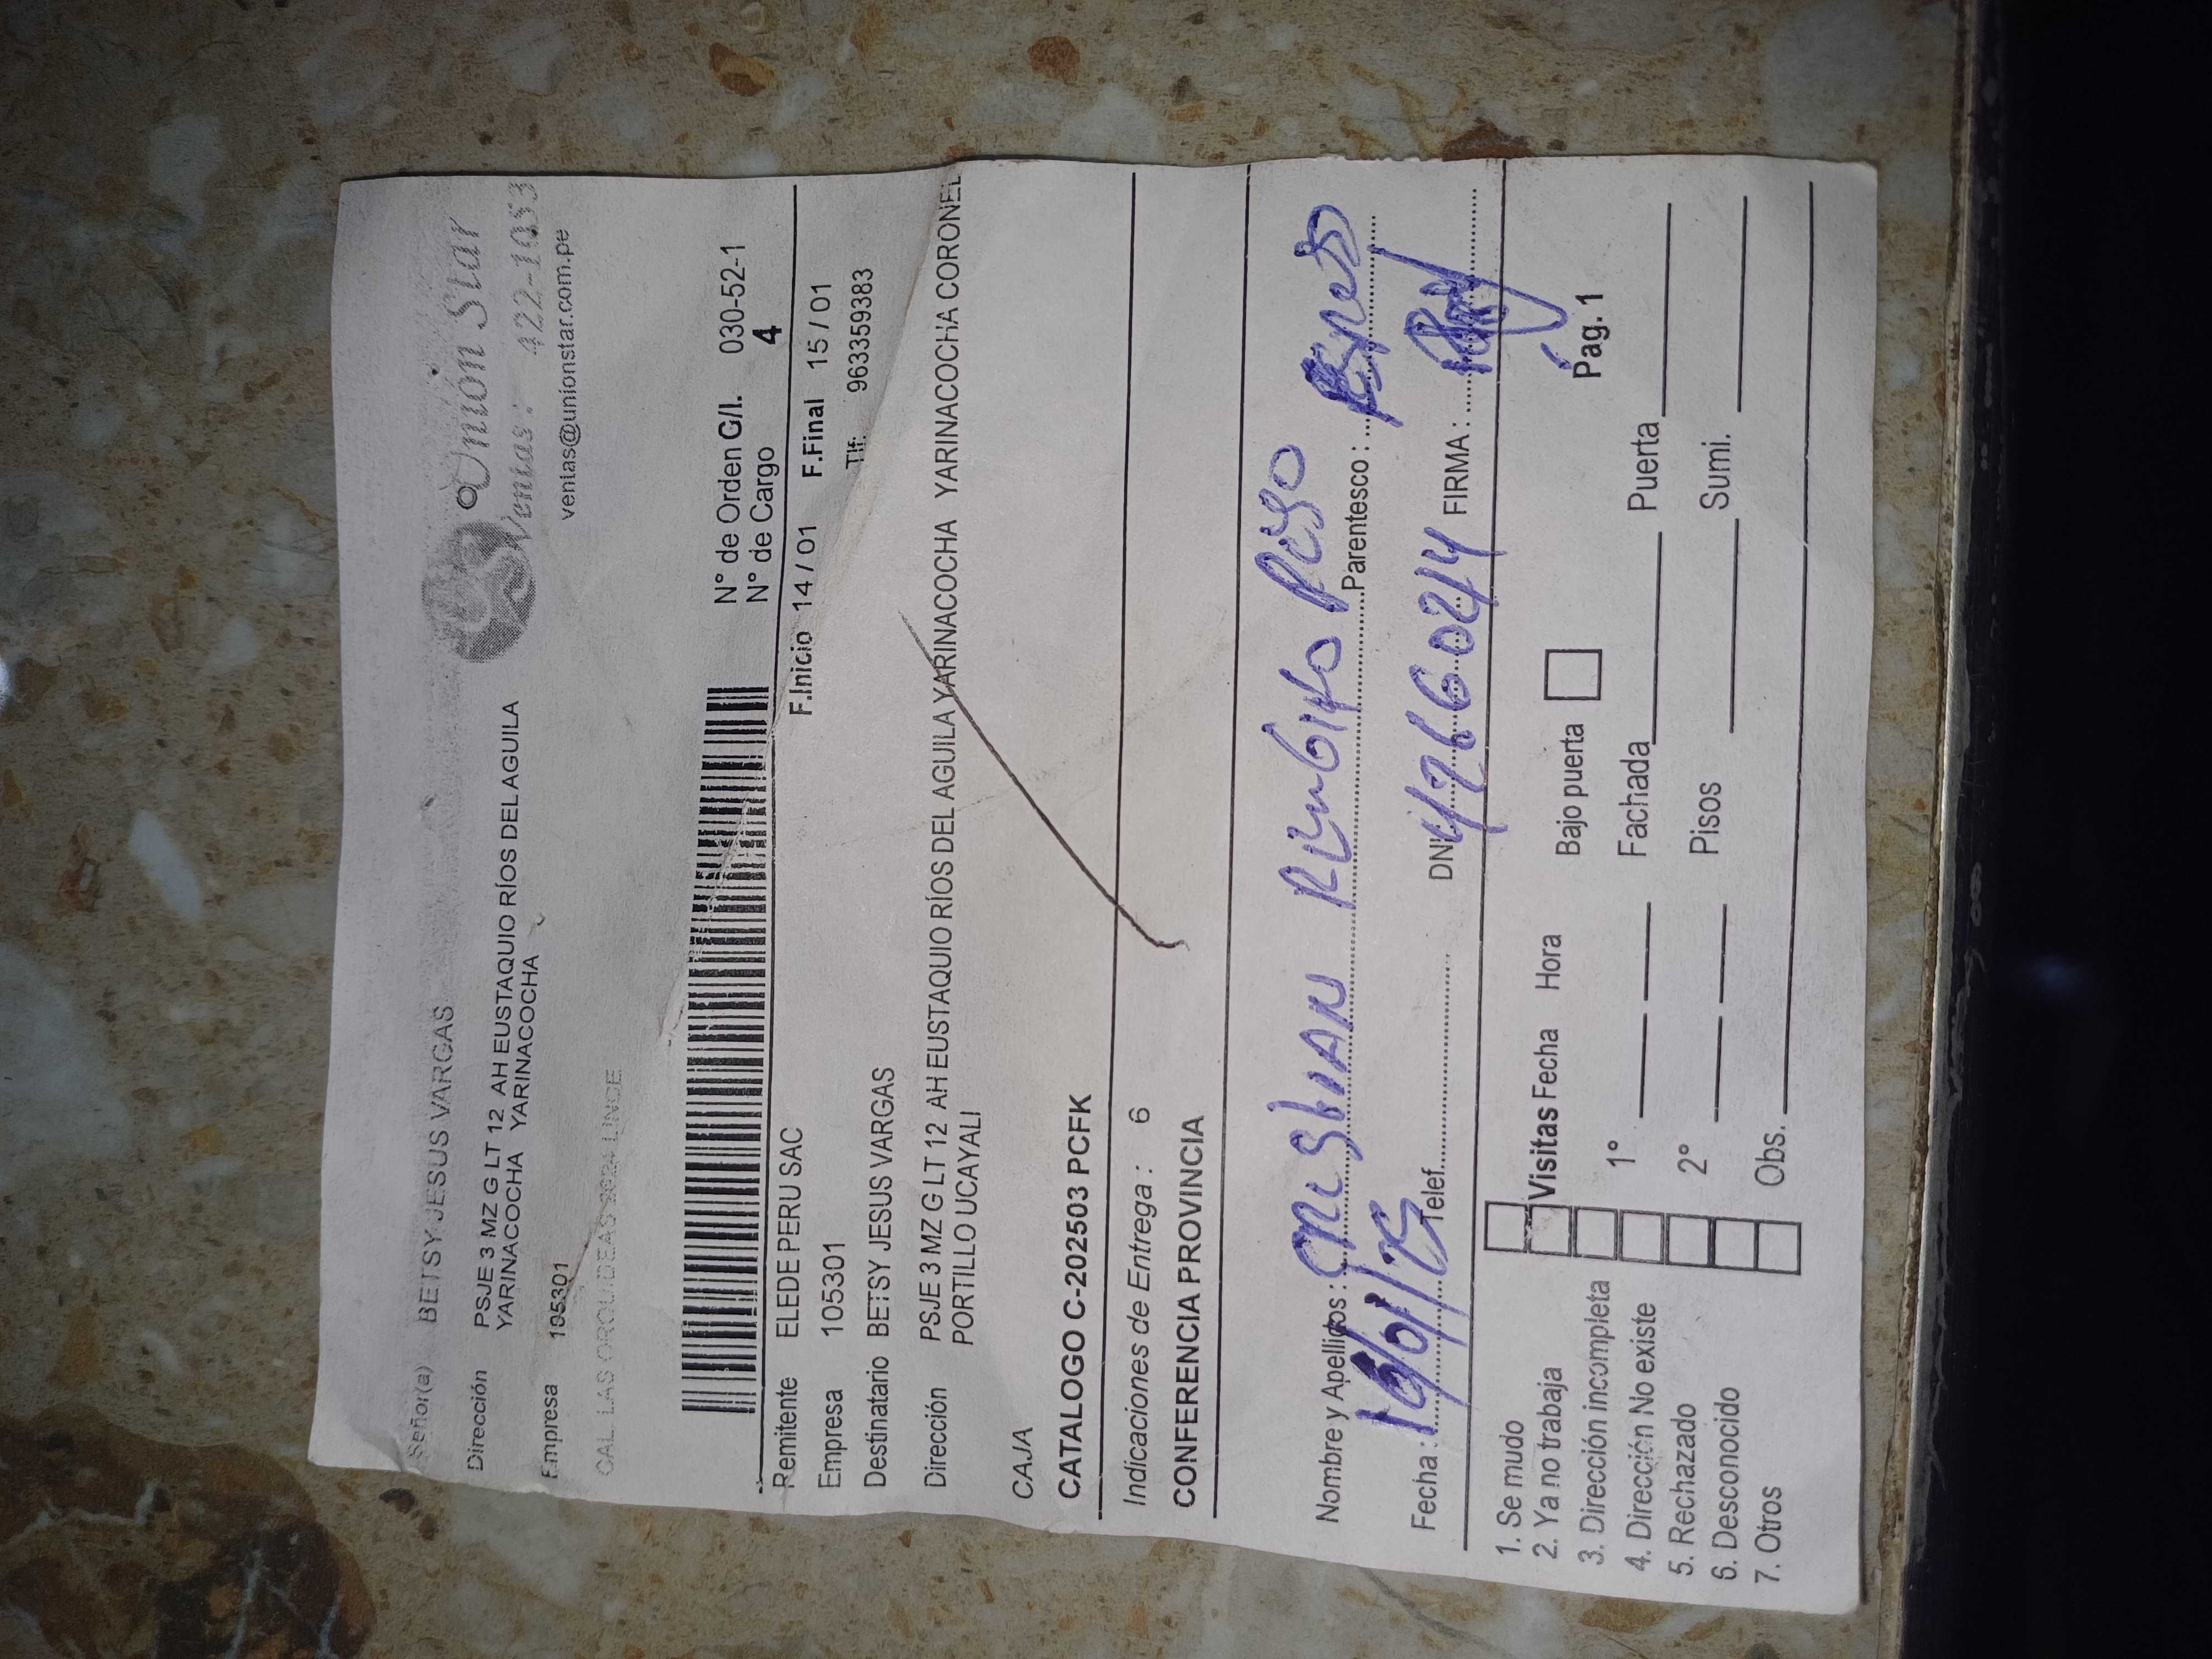 Unión Star
Ventas: 422-1053
ventas@unionstar.com.pe
Señor(a) BETSY JESUS VARGAS
Dirección PSJE 3 MZ G LT 12 AH EUSTAQUIO RÍOS DEL AGUILA
YARINACOCHA YARINACOCHA
Empresa 105301
CAL. LAS ORQUIDEAS LINCE
N° de Orden G/I. 030-52-1
N° de Cargo 4
F.Inicio 14 / 01 F.Final 15 / 01
Remitente ELEDE PERU SAC
Empresa 105301 Tlf: 963359383
Destinatario BETSY JESUS VARGAS
Dirección PSJE 3 MZ G LT 12 AH EUSTAQUIO RÍOS DEL AGUILA YARINACOCHA YARINACOCHA CORONEL
PORTILLO UCAYALI
CAJA
CATALOGO C-202503 PCFK
Indicaciones de Entrega : 6
CONFERENCIA PROVINCIA
Nombre y Apellidos :
Parentesco :
Fecha : Telef. DNI FIRMA :
Pag. 1
1. Se mudo
2. Ya no trabaja
3. Dirección incompleta
4. Dirección No existe
5. Rechazado
6. Desconocido
7. Otros
Visitas Fecha Hora Bajo puerta
1° Fachada Puerta
2° Pisos Sumi.
Obs.